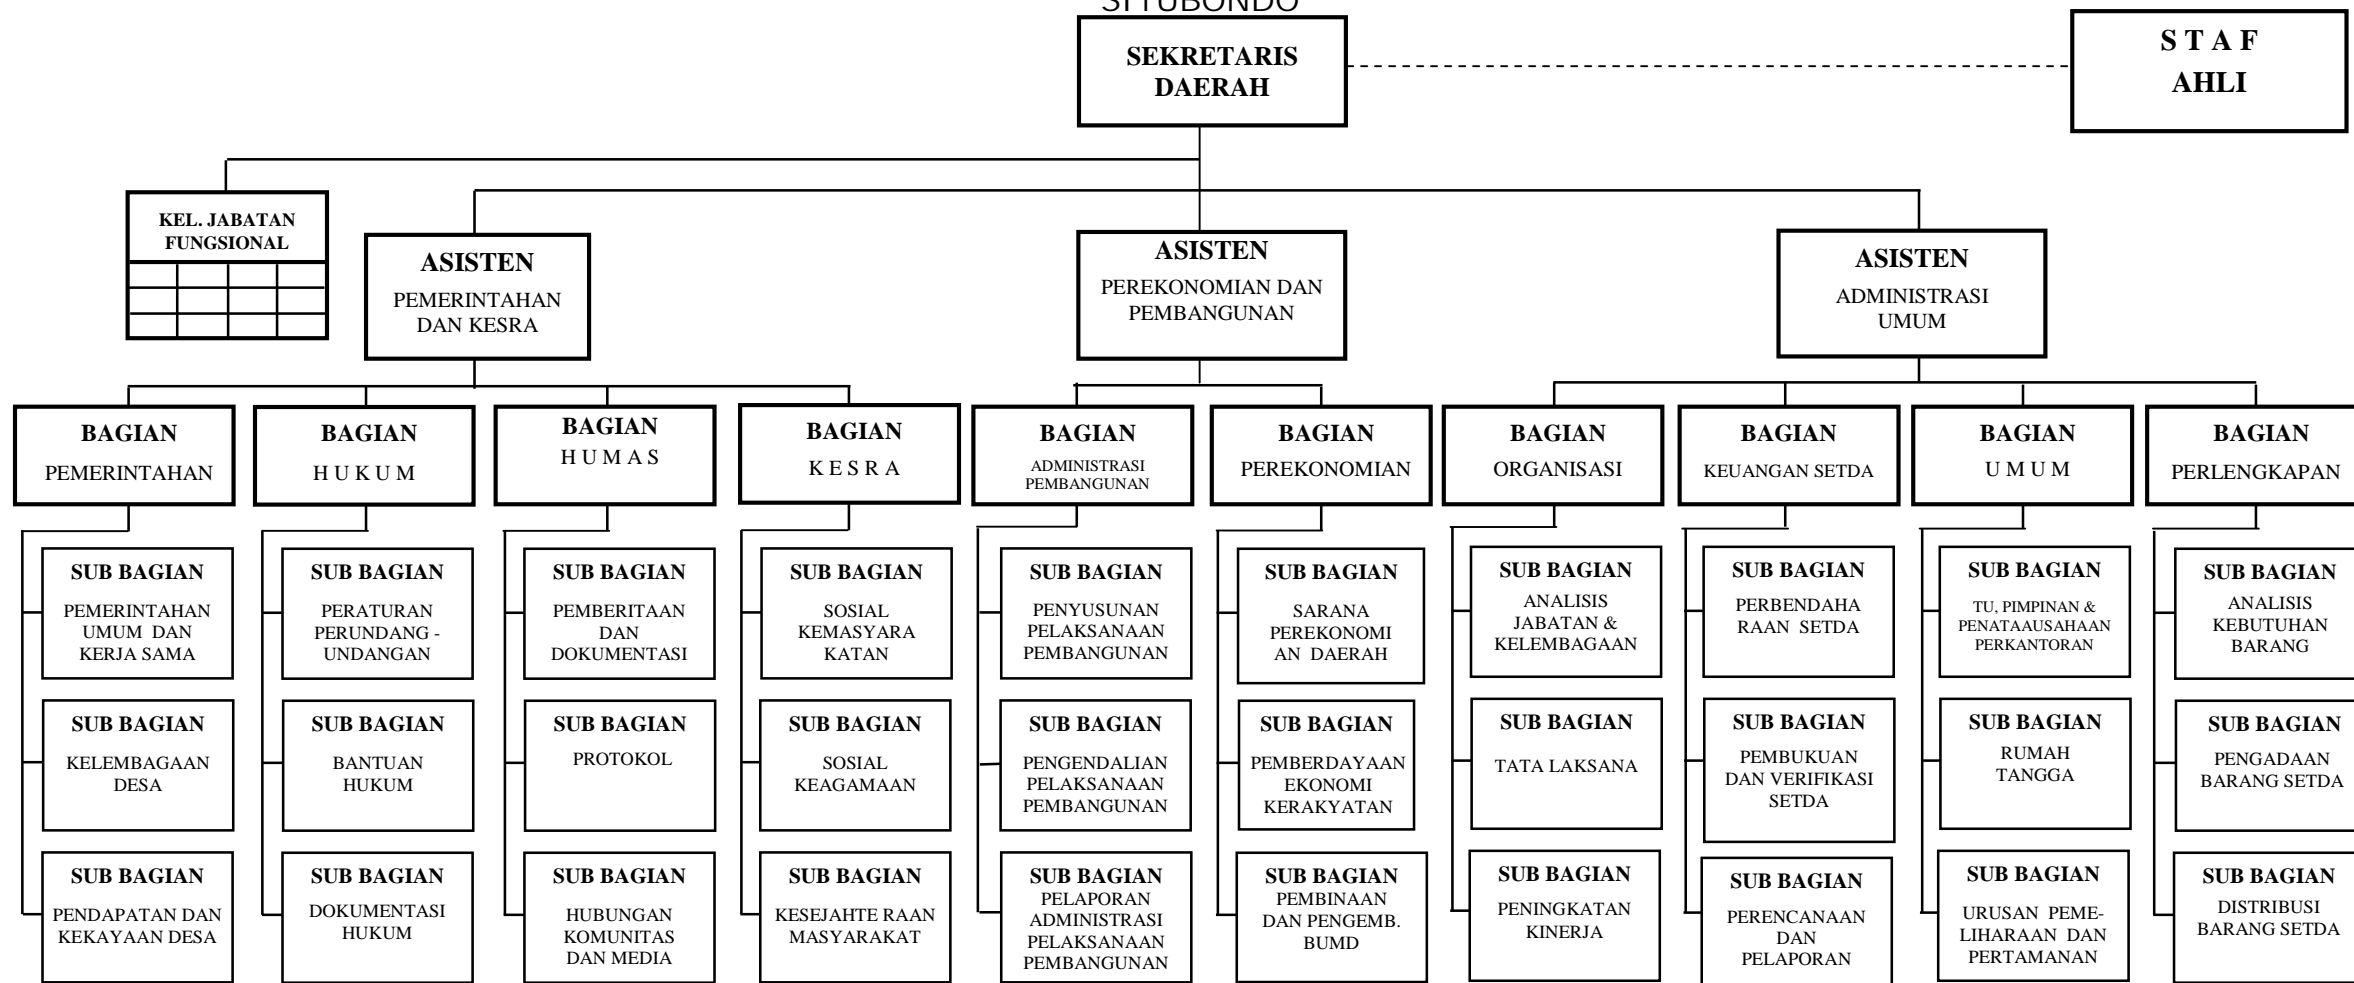 SITUBONDO
SEKRETARIS
DAERAH
S T A F
AHLI
KEL. JABATAN
FUNGSIONAL
ASISTEN
PEMERINTAHAN
DAN KESRA
ASISTEN
PEREKONOMIAN DAN
PEMBANGUNAN
ASISTEN
ADMINISTRASI
UMUM
BAGIAN
PEMERINTAHAN
BAGIAN
H U K U M
BAGIAN
H U M A S
BAGIAN
K E S R A
BAGIAN
ADMINISTRASI
PEMBANGUNAN
BAGIAN
PEREKONOMIAN
BAGIAN
ORGANISASI
BAGIAN
KEUANGAN SETDA
BAGIAN
U M U M
BAGIAN
PERLENGKAPAN
SUB BAGIAN
PEMERINTAHAN
UMUM DAN
KERJA SAMA
SUB BAGIAN
PERATURAN
PERUNDANG -
UNDANGAN
SUB BAGIAN
PEMBERITAAN
DAN
DOKUMENTASI
SUB BAGIAN
SOSIAL
KEMASYARA
KATAN
SUB BAGIAN
PENYUSUNAN
PELAKSANAAN
PEMBANGUNAN
SUB BAGIAN
SARANA
PEREKONOMI
AN DAERAH
SUB BAGIAN
ANALISIS
JABATAN &
KELEMBAGAAN
SUB BAGIAN
PERBENDAHA
RAAN SETDA
SUB BAGIAN
TU, PIMPINAN &
PENATAAUSAHAAN
PERKANTORAN
SUB BAGIAN
ANALISIS
KEBUTUHAN
BARANG
SUB BAGIAN
KELEMBAGAAN
DESA
SUB BAGIAN
BANTUAN
HUKUM
SUB BAGIAN
PROTOKOL
SUB BAGIAN
SOSIAL
KEAGAMAAN
SUB BAGIAN
PENGENDALIAN
PELAKSANAAN
PEMBANGUNAN
SUB BAGIAN
PEMBERDAYAAN
EKONOMI
KERAKYATAN
SUB BAGIAN
TATA LAKSANA
SUB BAGIAN
PEMBUKUAN
DAN VERIFIKASI
SETDA
SUB BAGIAN
RUMAH
TANGGA
SUB BAGIAN
PENGADAAN
BARANG SETDA
SUB BAGIAN
PENDAPATAN DAN
KEKAYAAN DESA
SUB BAGIAN
DOKUMENTASI
HUKUM
SUB BAGIAN
HUBUNGAN
KOMUNITAS
DAN MEDIA
SUB BAGIAN
KESEJAHTE RAAN
MASYARAKAT
SUB BAGIAN
PELAPORAN
ADMINISTRASI
PELAKSANAAN
PEMBANGUNAN
SUB BAGIAN
PEMBINAAN
DAN PENGEMB.
BUMD
SUB BAGIAN
PENINGKATAN
KINERJA
SUB BAGIAN
PERENCANAAN
DAN
PELAPORAN
SUB BAGIAN
URUSAN PEME-
LIHARAAN DAN
PERTAMANAN
SUB BAGIAN
DISTRIBUSI
BARANG SETDA